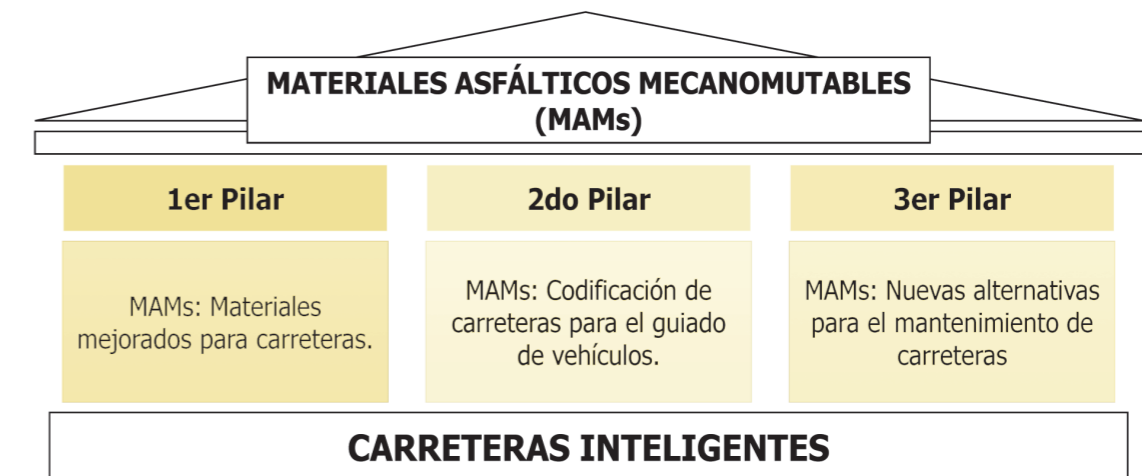 MATERIALES ASFÁLTICOS MECANOMUTABLES
(MAMs)
1er Pilar
2do Pilar
3er Pilar
MAMs: Materiales
mejorados para carreteras.
MAMs: Codificación de
carreteras para el guiado
de vehículos.
MAMs: Nuevas alternativas
para el mantenimiento de
carreteras
CARRETERAS INTELIGENTES